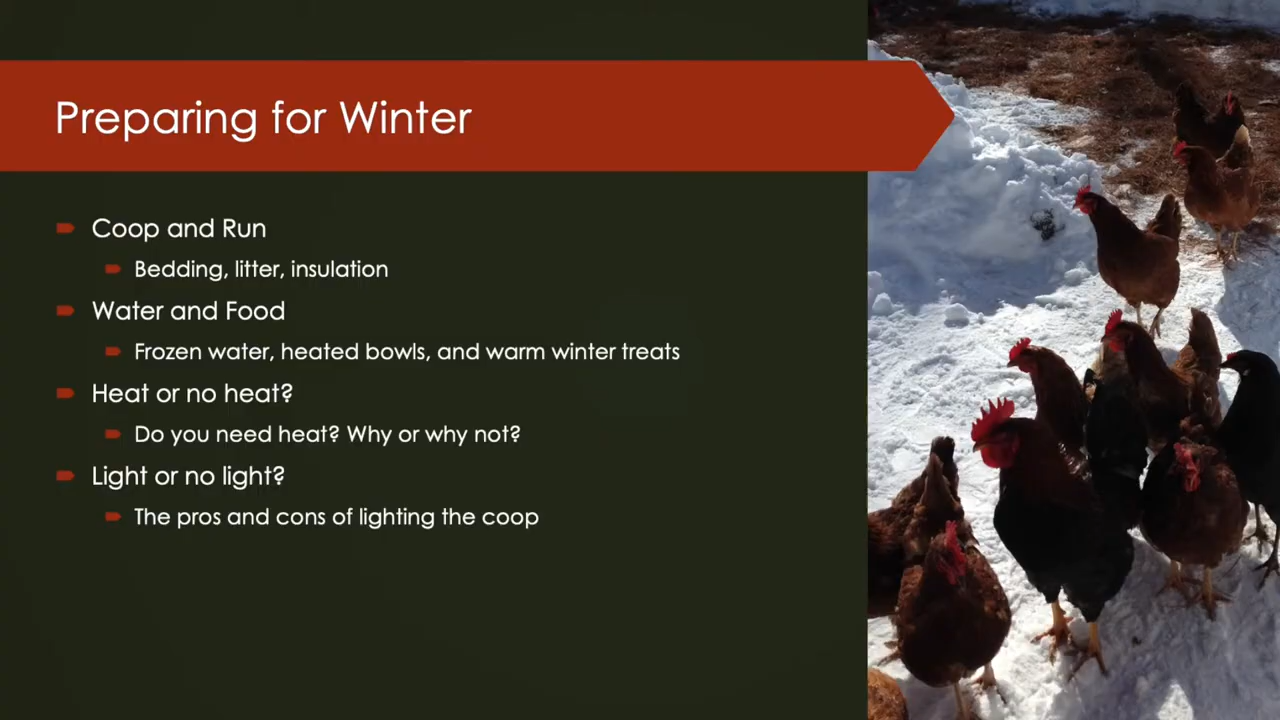 Preparing for Winter
Coop and Run
Bedding, litter, insulation
Water and Food
Frozen water, heated bowls, and warm winter treats
Heat or no heat?
Do you need heat? Why or why not?
Light or no light?
The pros and cons of lighting the coop